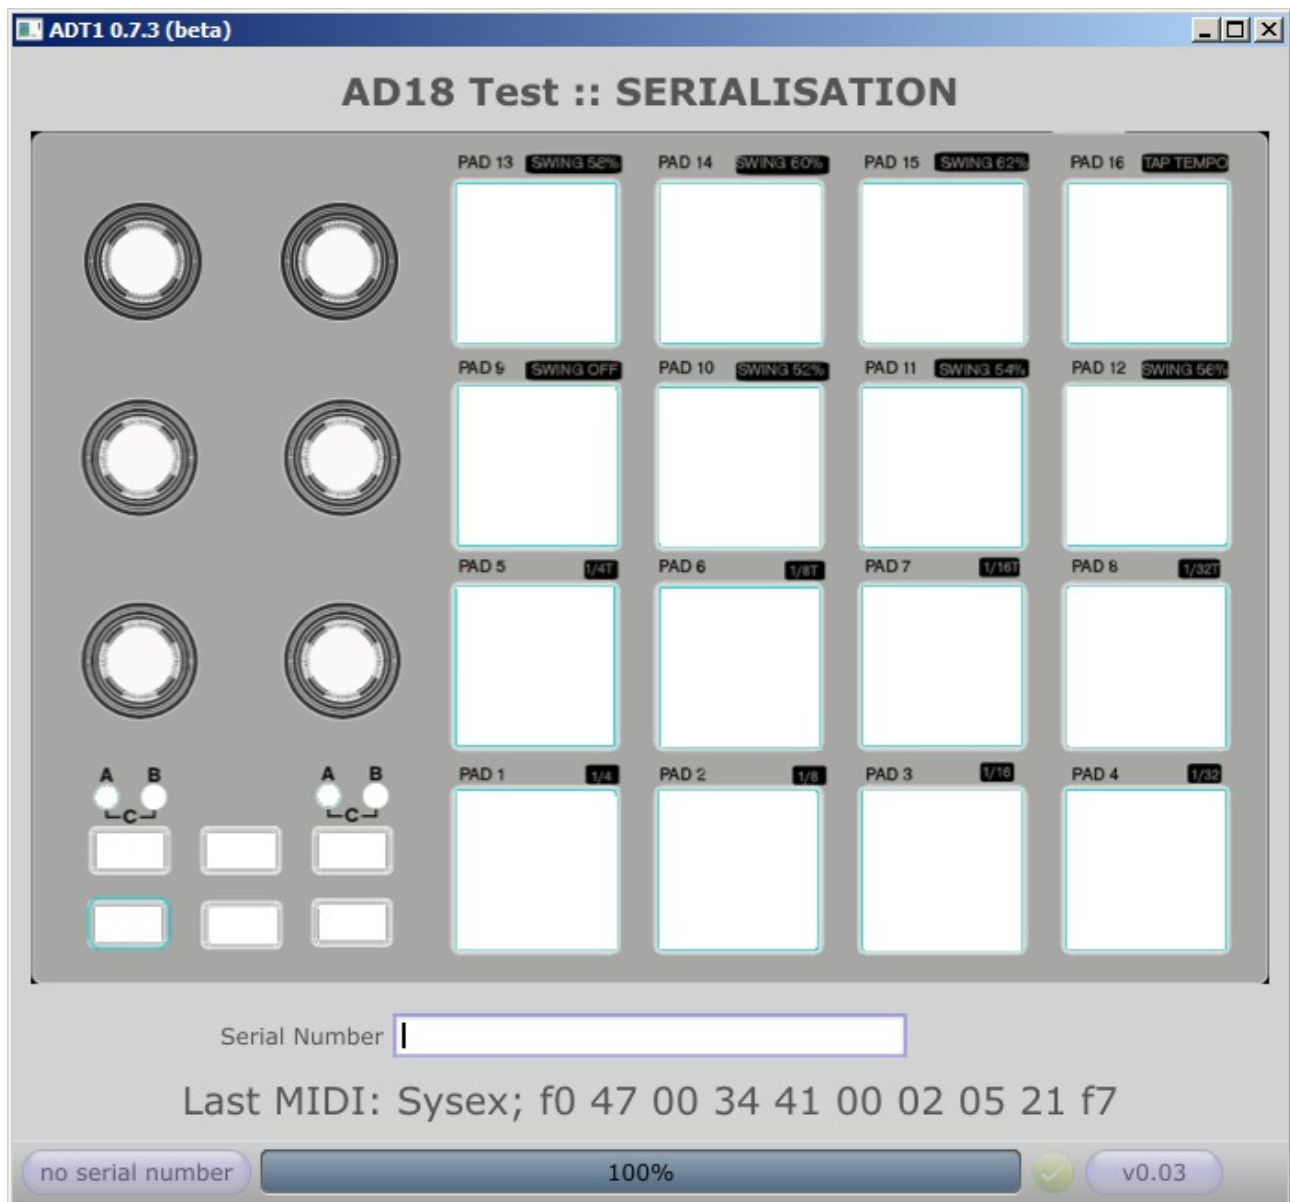 ADT1 0.7.3 (beta)
AD18 Test :: SERIALISATION
PAD 13 SWING 58% PAD 14 SWING 60% PAD 15 SWING 62% PAD 16 TAP TEMPO
PAD 9 SWING OFF PAD 10 SWING 52% PAD 11 SWING 54% PAD 12 SWING 56%
PAD 5 1/4T PAD 6 1/8T PAD 7 1/16T PAD 8 1/32T
A B A B PAD 1 1/4 PAD 2 1/8 PAD 3 1/16 PAD 4 1/32
C C
Serial Number
Last MIDI: Sysex; f0 47 00 34 41 00 02 05 21 f7
no serial number 100% v0.03